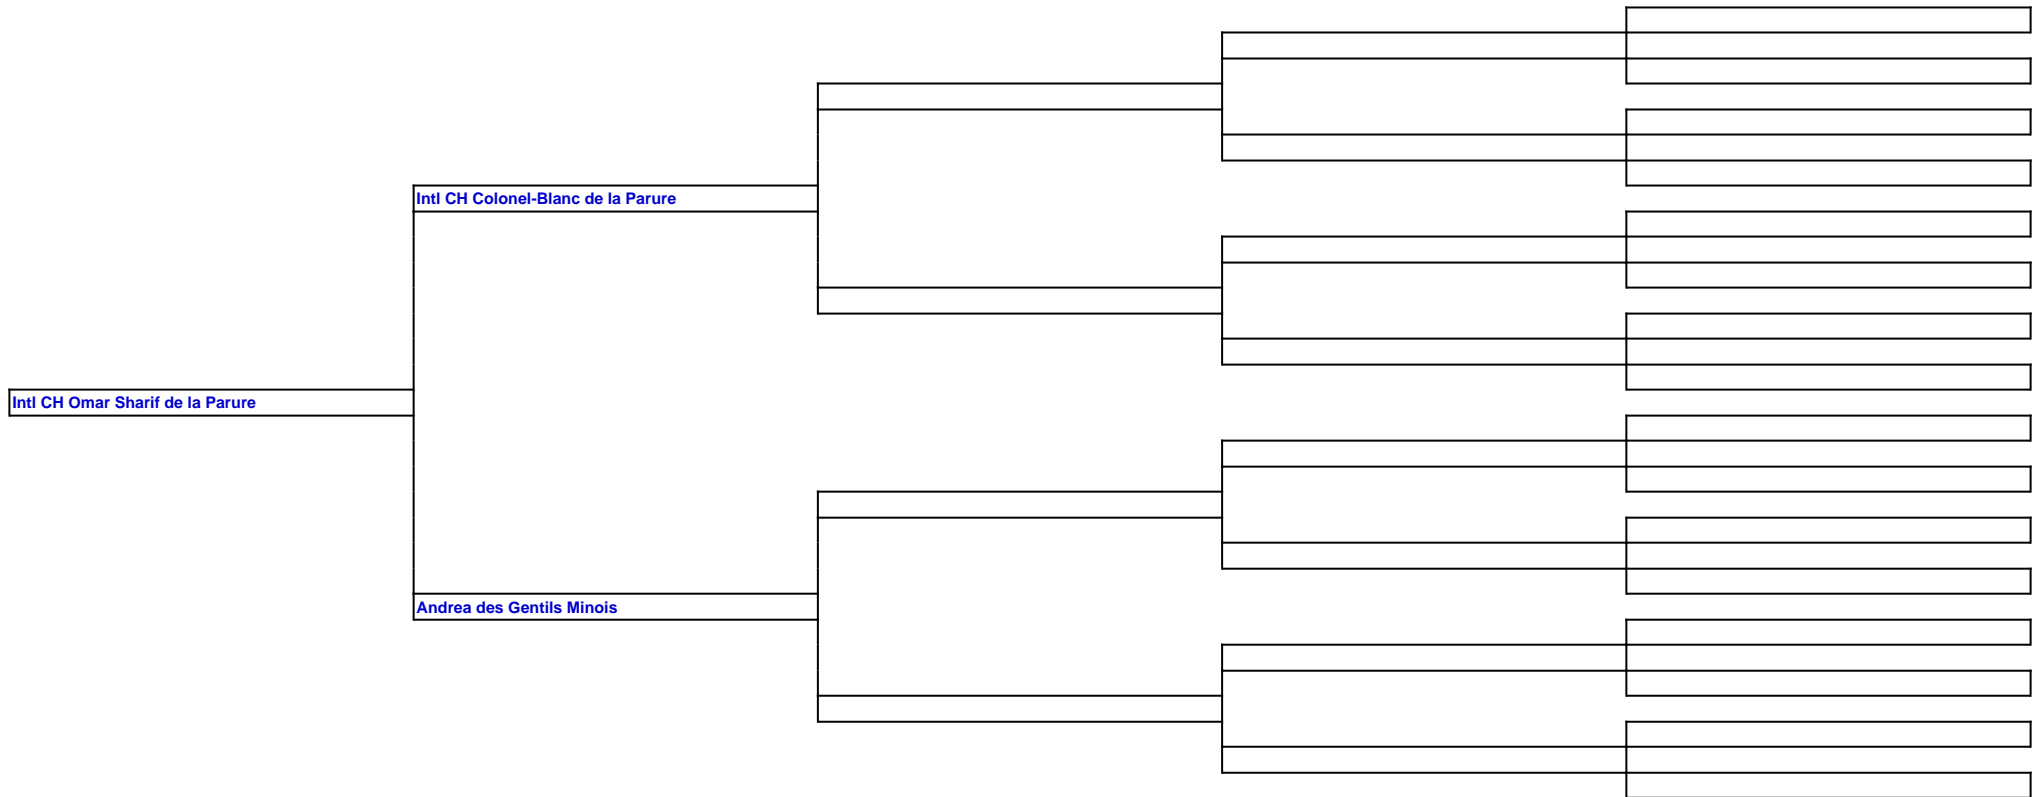 Intl CH Colonel-Blanc de la Parure
Intl CH Omar Sharif de la Parure
Andrea des Gentils Minois